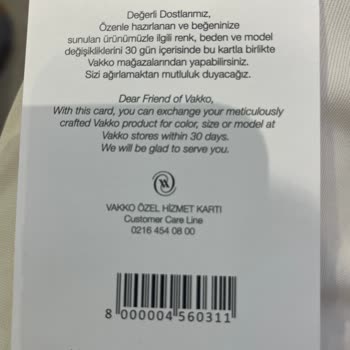 Değerli Dostlarımız,
Özenle hazırlanan ve beğeninize
sunulan ürünümüzle ilgili renk, beden ve model
değişikliklerini 30 gün içerisinde bu kartla birlikte
Vakko mağazalarından yapabilirsiniz.
Sizi ağırlamaktan mutluluk duyacağız.
Dear Friend of Vakko,
With this card, you can exchange your meticulously
crafted Vakko product for color, size or model at
Vakko stores within 30 days.
We will be glad to serve you.
VAKKO ÖZEL HİZMET KARTI
Customer Care Line
0216 454 08 00
8 000004 560311